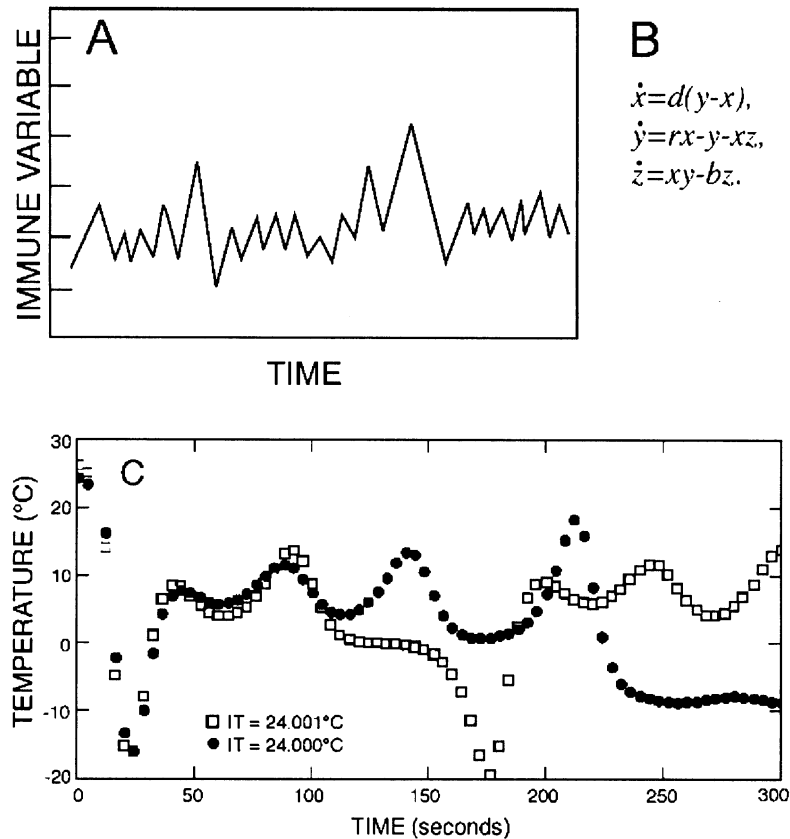 A
IMMUNE VARIABLE
TIME
B
ẋ=d(y-x),
ẏ=rx-y-xz,
ż=xy-bz.
C
TEMPERATURE (°C)
30
20
10
0
-10
-20
□ IT = 24.001°C
● IT = 24.000°C
0 50 100 150 200 250 300
TIME (seconds)